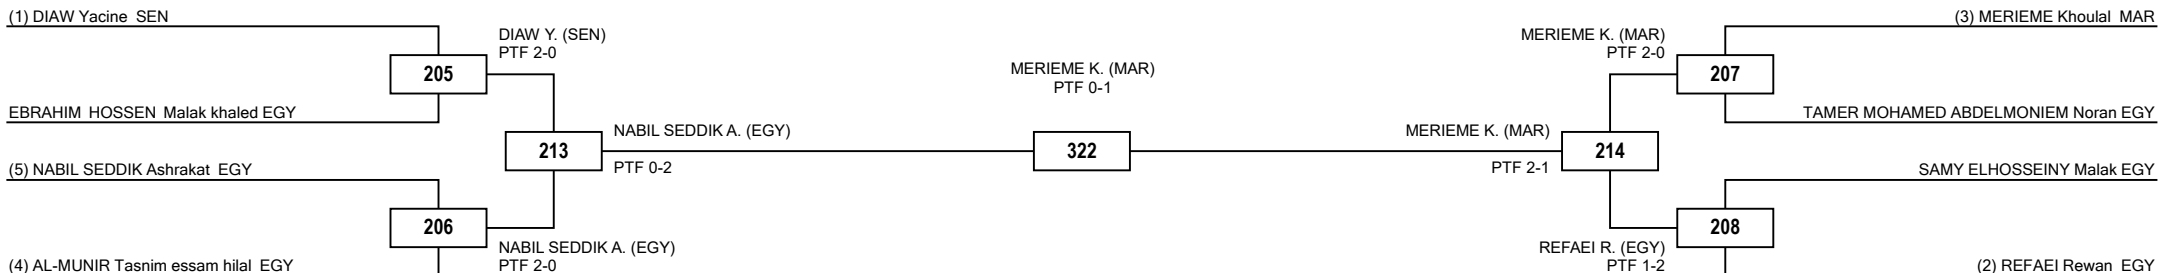 (1) DIAW Yacine SEN
DIAW Y. (SEN)
PTF 2-0
205
EBRAHIM HOSSEN Malak khaled EGY
NABIL SEDDIK A. (EGY)
213
PTF 0-2
(5) NABIL SEDDIK Ashrakat EGY
206
NABIL SEDDIK A. (EGY)
PTF 2-0
(4) AL-MUNIR Tasnim essam hilal EGY
MERIEME K. (MAR)
PTF 0-1
322
(3) MERIEME Khoulal MAR
MERIEME K. (MAR)
PTF 2-0
207
TAMER MOHAMED ABDELMONIEM Noran EGY
MERIEME K. (MAR)
214
PTF 2-1
SAMY ELHOSSEINY Malak EGY
208
REFAEI R. (EGY)
PTF 1-2
(2) REFAEI Rewan EGY